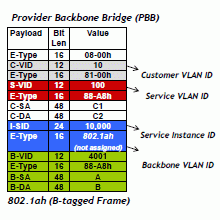 Provider Backbone Bridge (PBB)
Payload Bit Len Value
E-Type 16 08-00h
C-VID 12 10
E-Type 16 81-00h
Customer VLAN ID
S-VID 12 100
E-Type 16 88-A8h
Service VLAN ID
C-SA 48 C1
C-DA 48 C2
I-SID 24 10,000
Service Instance ID
E-Type 16 802.1ah
(not assigned)
B-VID 12 4001
Backbone VLAN ID
E-Type 16 88-A8h
B-SA 48 A
B-DA 48 B
802.1ah (B-tagged Frame)